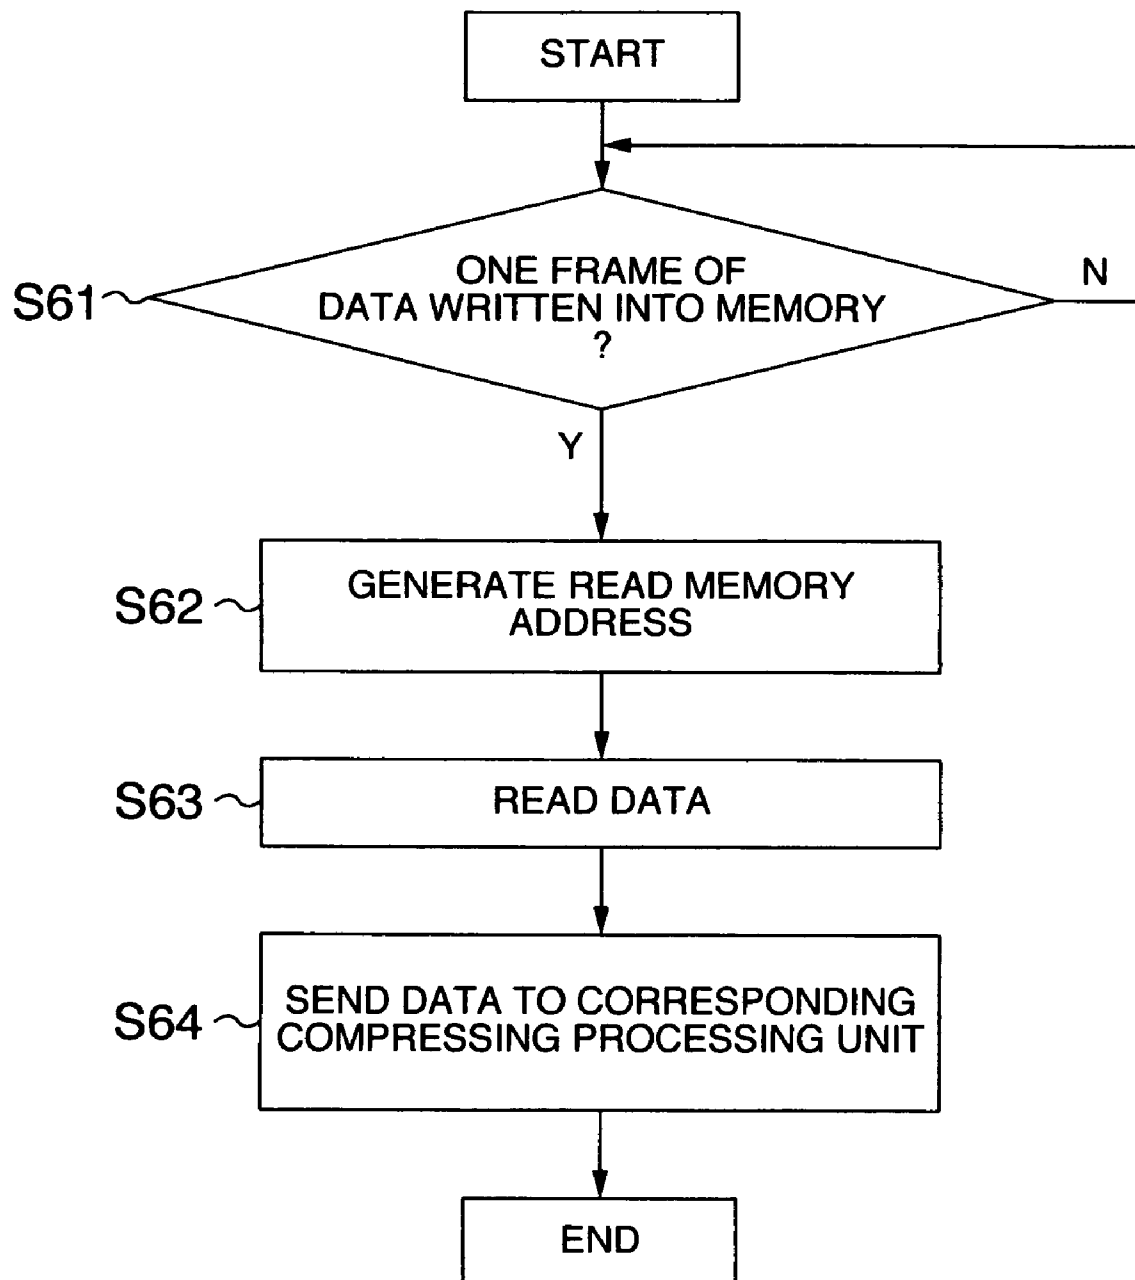 START
ONE FRAME OF
DATA WRITTEN INTO MEMORY
?
N
S61
Y
GENERATE READ MEMORY
ADDRESS
S62
READ DATA
S63
SEND DATA TO CORRESPONDING
COMPRESSING PROCESSING UNIT
S64
END